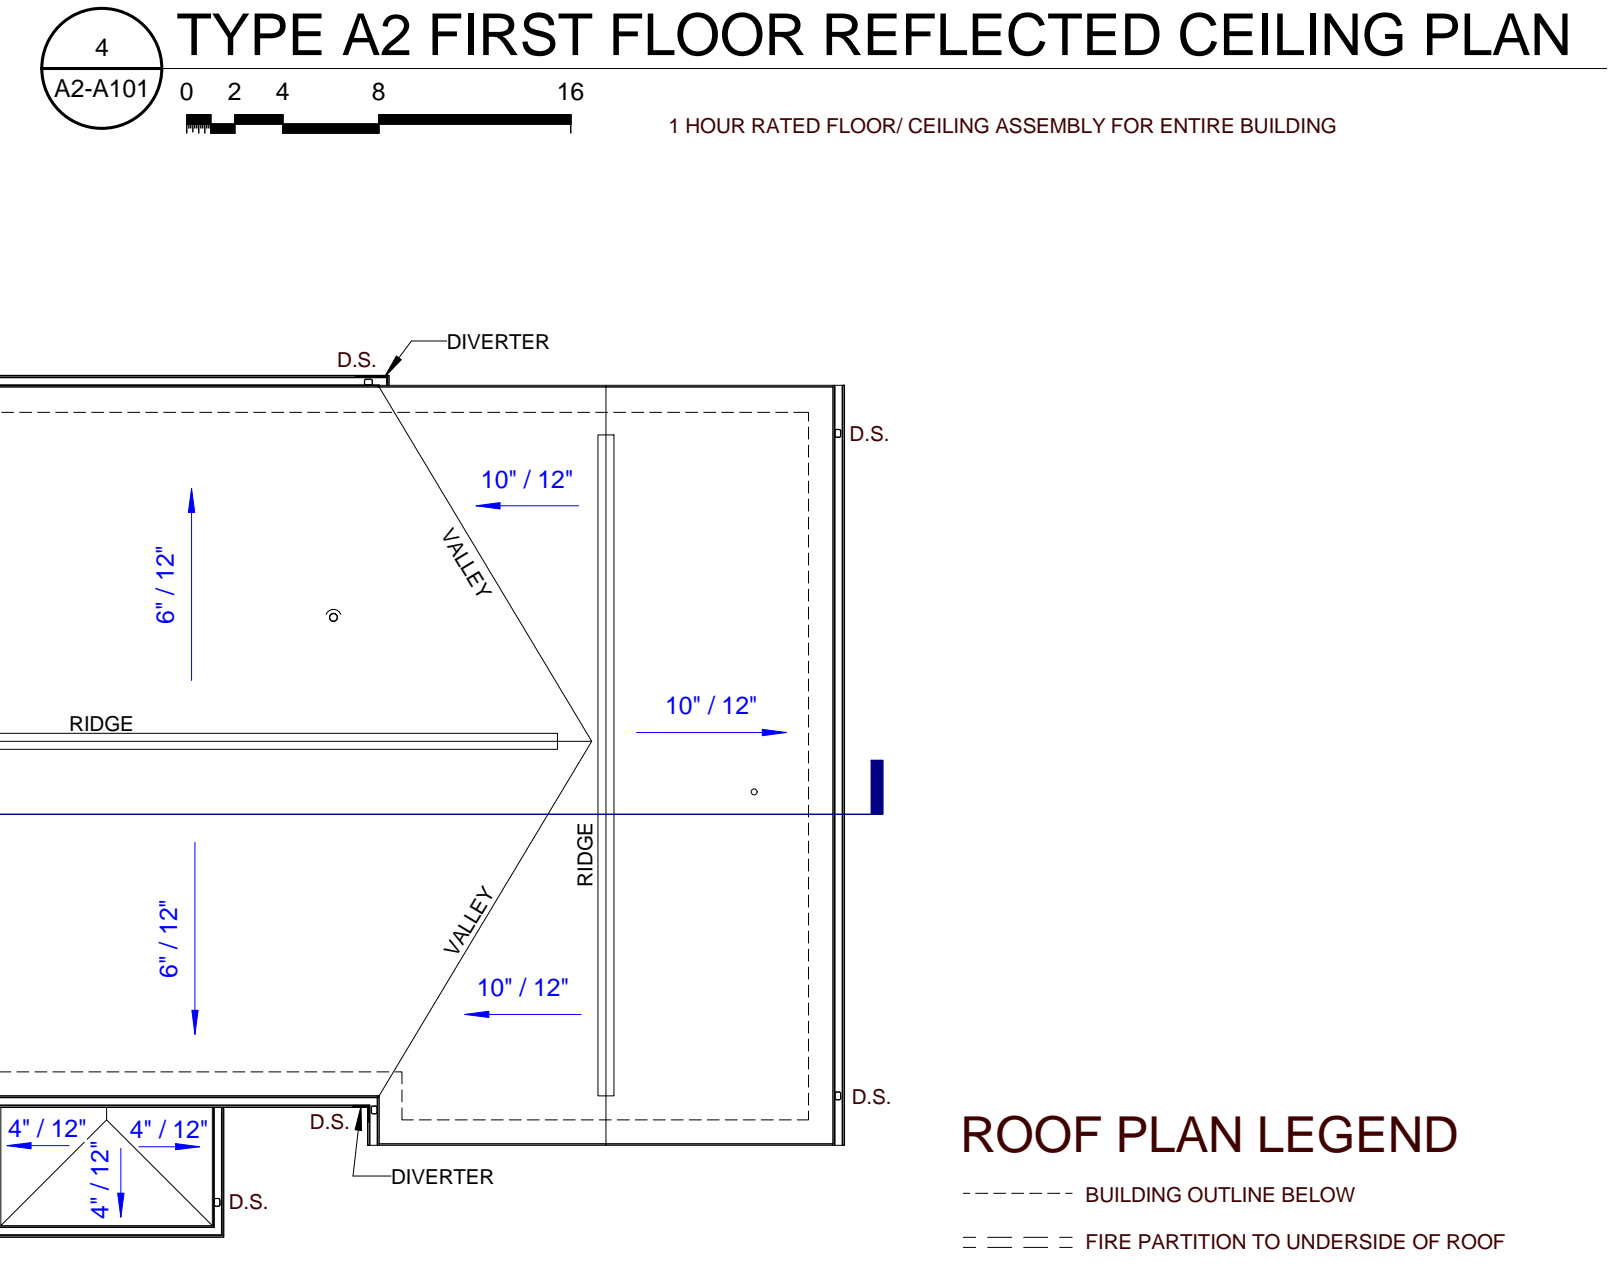 4
A2-A101
TYPE A2 FIRST FLOOR REFLECTED CEILING PLAN
0 2 4 8 16
1 HOUR RATED FLOOR/ CEILING ASSEMBLY FOR ENTIRE BUILDING
DIVERTER
D.S.
D.S.
10" / 12"
VALLEY
6" / 12"
10" / 12"
RIDGE
RIDGE
6" / 12"
VALLEY
10" / 12"
D.S.
D.S.
4" / 12"
4" / 12"
4" / 12"
DIVERTER
D.S.
ROOF PLAN LEGEND
BUILDING OUTLINE BELOW
FIRE PARTITION TO UNDERSIDE OF ROOF